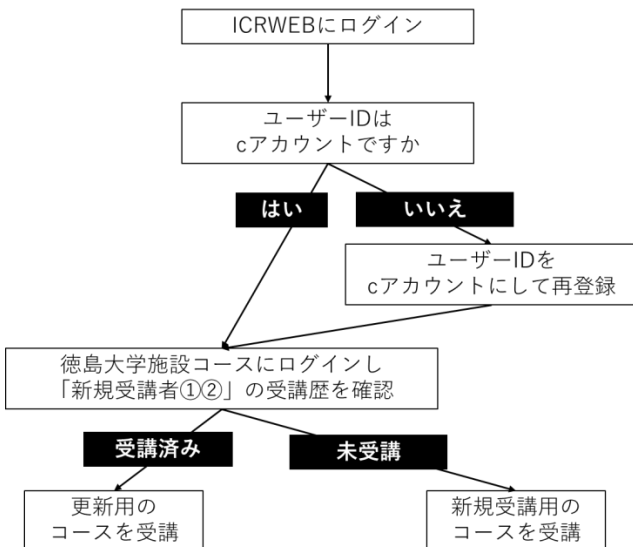 ICRWEBにログイン
ユーザーIDは
cアカウントですか
はい
いいえ
ユーザーIDを
cアカウントにして再登録
徳島大学施設コースにログインし
「新規受講者①②」の受講歴を確認
受講済み
未受講
更新用の
コースを受講
新規受講用の
コースを受講